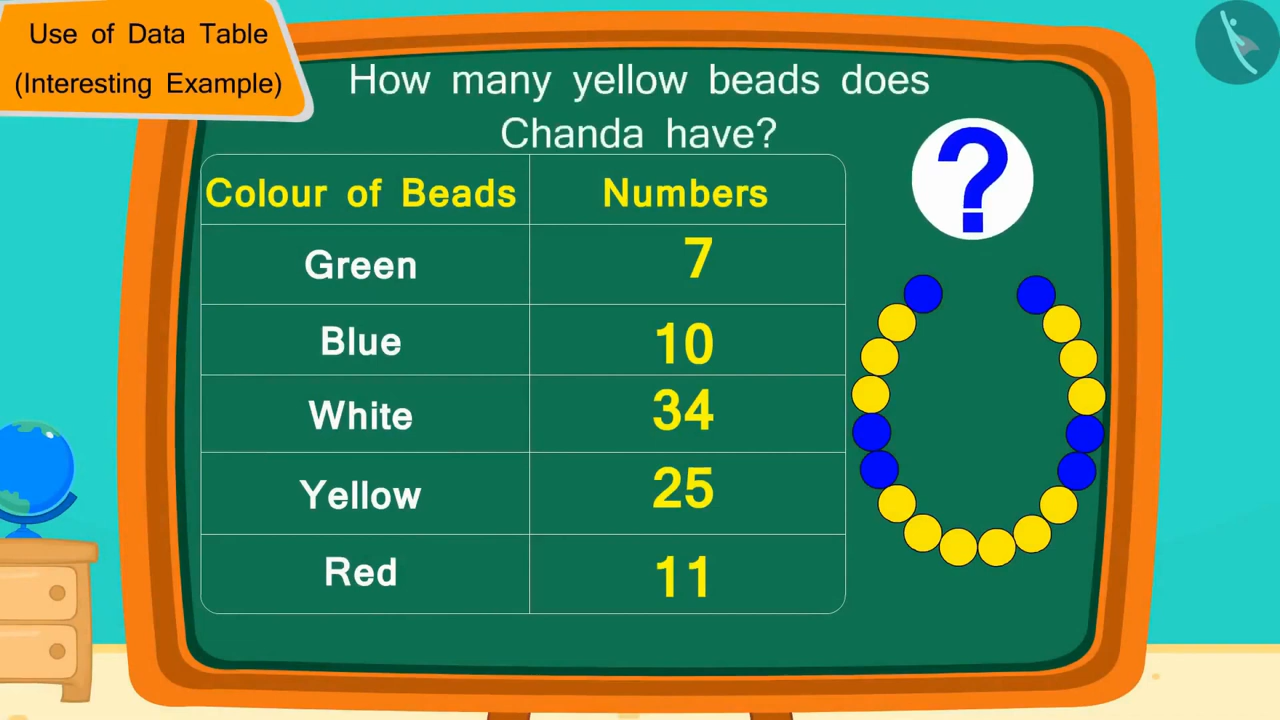 Use of Data Table
(Interesting Example)
How many yellow beads does
Chanda have?
?
Colour of Beads Numbers
Green 7
Blue 10
White 34
Yellow 25
Red 11